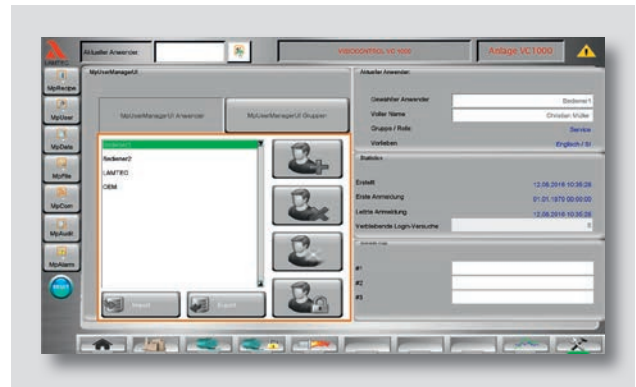 LAMTEC
Aktueller Anwender:
VISIOCONTROL VC 1000
Anlage VC1000
MpRecipe
MpUser
MpData
MpFile
MpCom
MpAudit
MpAlarm
RESET
MpUserManagerUI
MpUserManagerUI Anwender
MpUserManagerUI Gruppen
Bediener1
Bediener2
LAMTEC
OEM
Import
Export
Aktueller Anwender:
Gewählter Anwender
Bediener1
Voller Name
Christian Müller
Gruppe / Rolle:
Service
Vorlieben
Englisch / SI
Statistics
Erstellt
12.08.2016 10:35:28
Erste Anmeldung
01.01.1970 00:00:00
Letzte Anmeldung
12.08.2016 10:35:28
Verbleibende Login-Versuche
#1
#2
#3